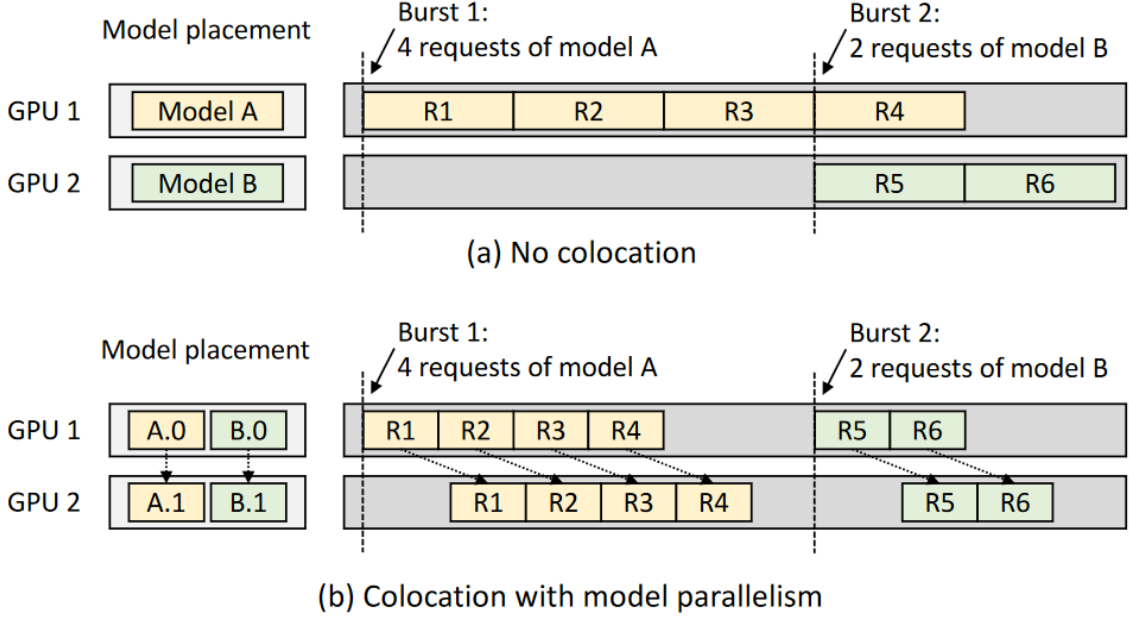 Model placement
Burst 1:
4 requests of model A
Burst 2:
2 requests of model B
GPU 1
Model A
R1
R2
R3
R4
GPU 2
Model B
R5
R6
(a) No colocation
Model placement
Burst 1:
4 requests of model A
Burst 2:
2 requests of model B
GPU 1
A.0
B.0
R1
R2
R3
R4
R5
R6
GPU 2
A.1
B.1
R1
R2
R3
R4
R5
R6
(b) Colocation with model parallelism